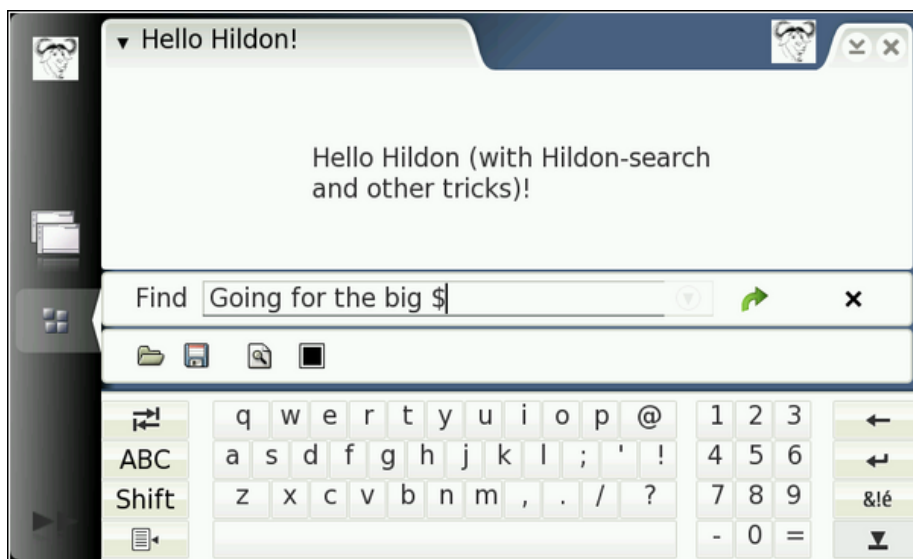 Hello Hildon!
Hello Hildon (with Hildon-search
and other tricks)!
Find Going for the big $
q w e r t y u i o p @ 1 2 3
ABC a s d f g h j k l ; ' ! 4 5 6
Shift z x c v b n m , . / ? 7 8 9 &!é
- 0 =